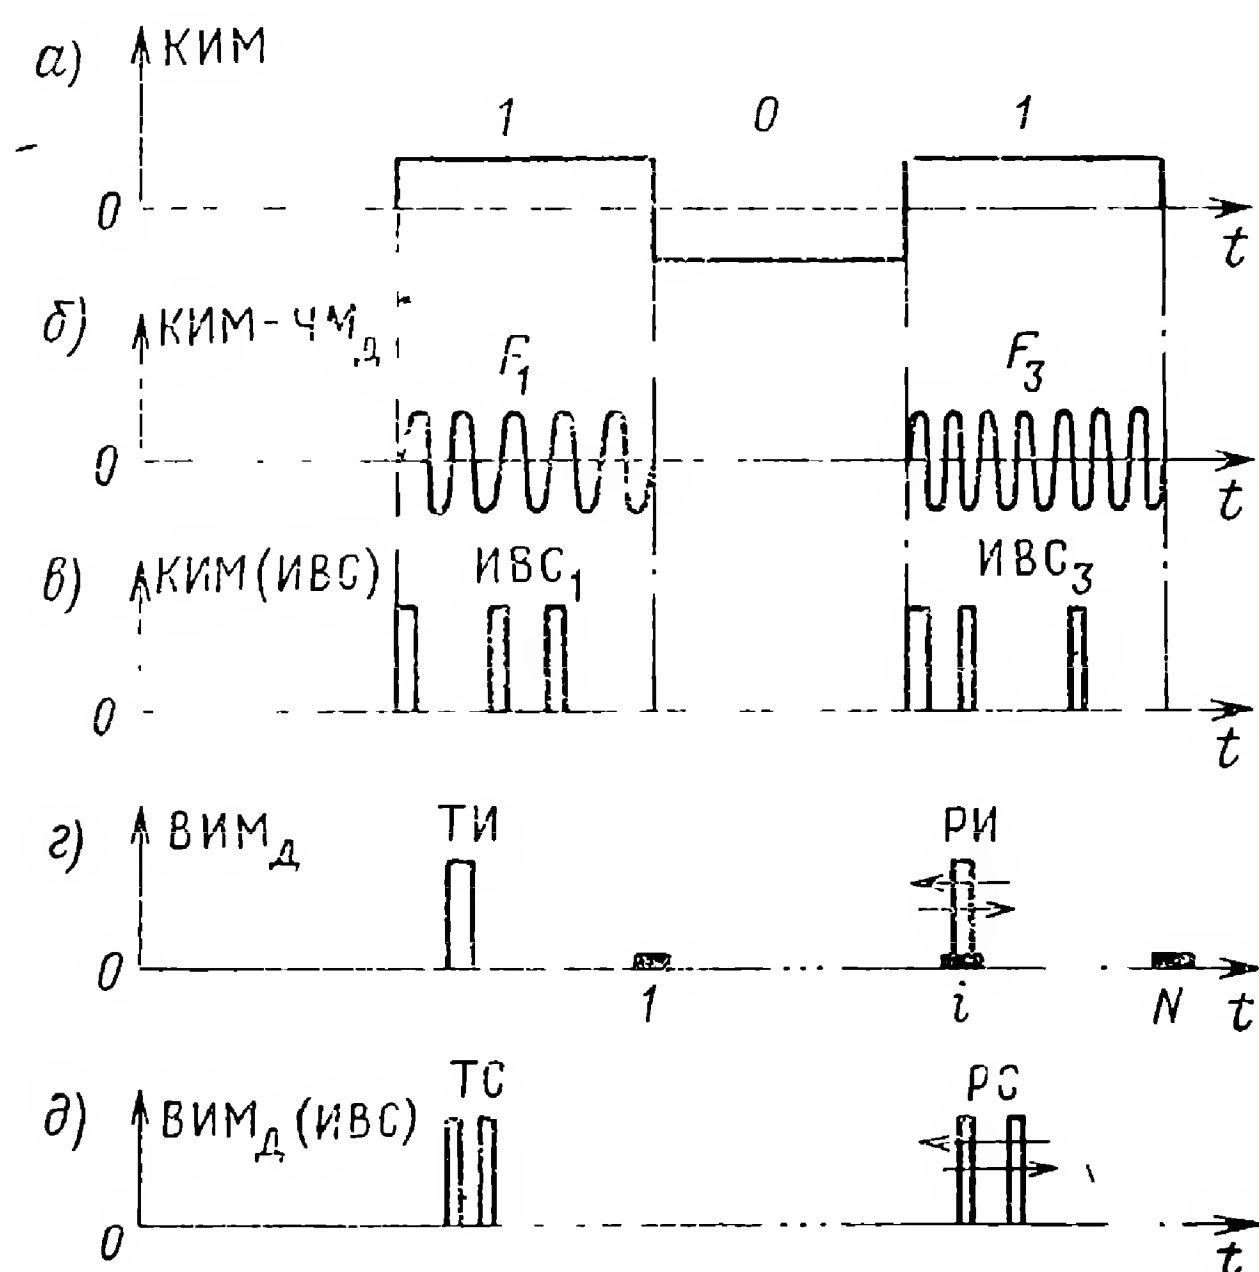 а) КИМ
1 0 1
0
t
б) КИМ-ЧМд
F1 F3
0
t
в) КИМ(ИВС) ИВС1 ИВС3
0
t
г) ВИМД ТИ РИ
0
1 ... i . N t
д) ВИМД(ИВС) ТС РС
0
... t